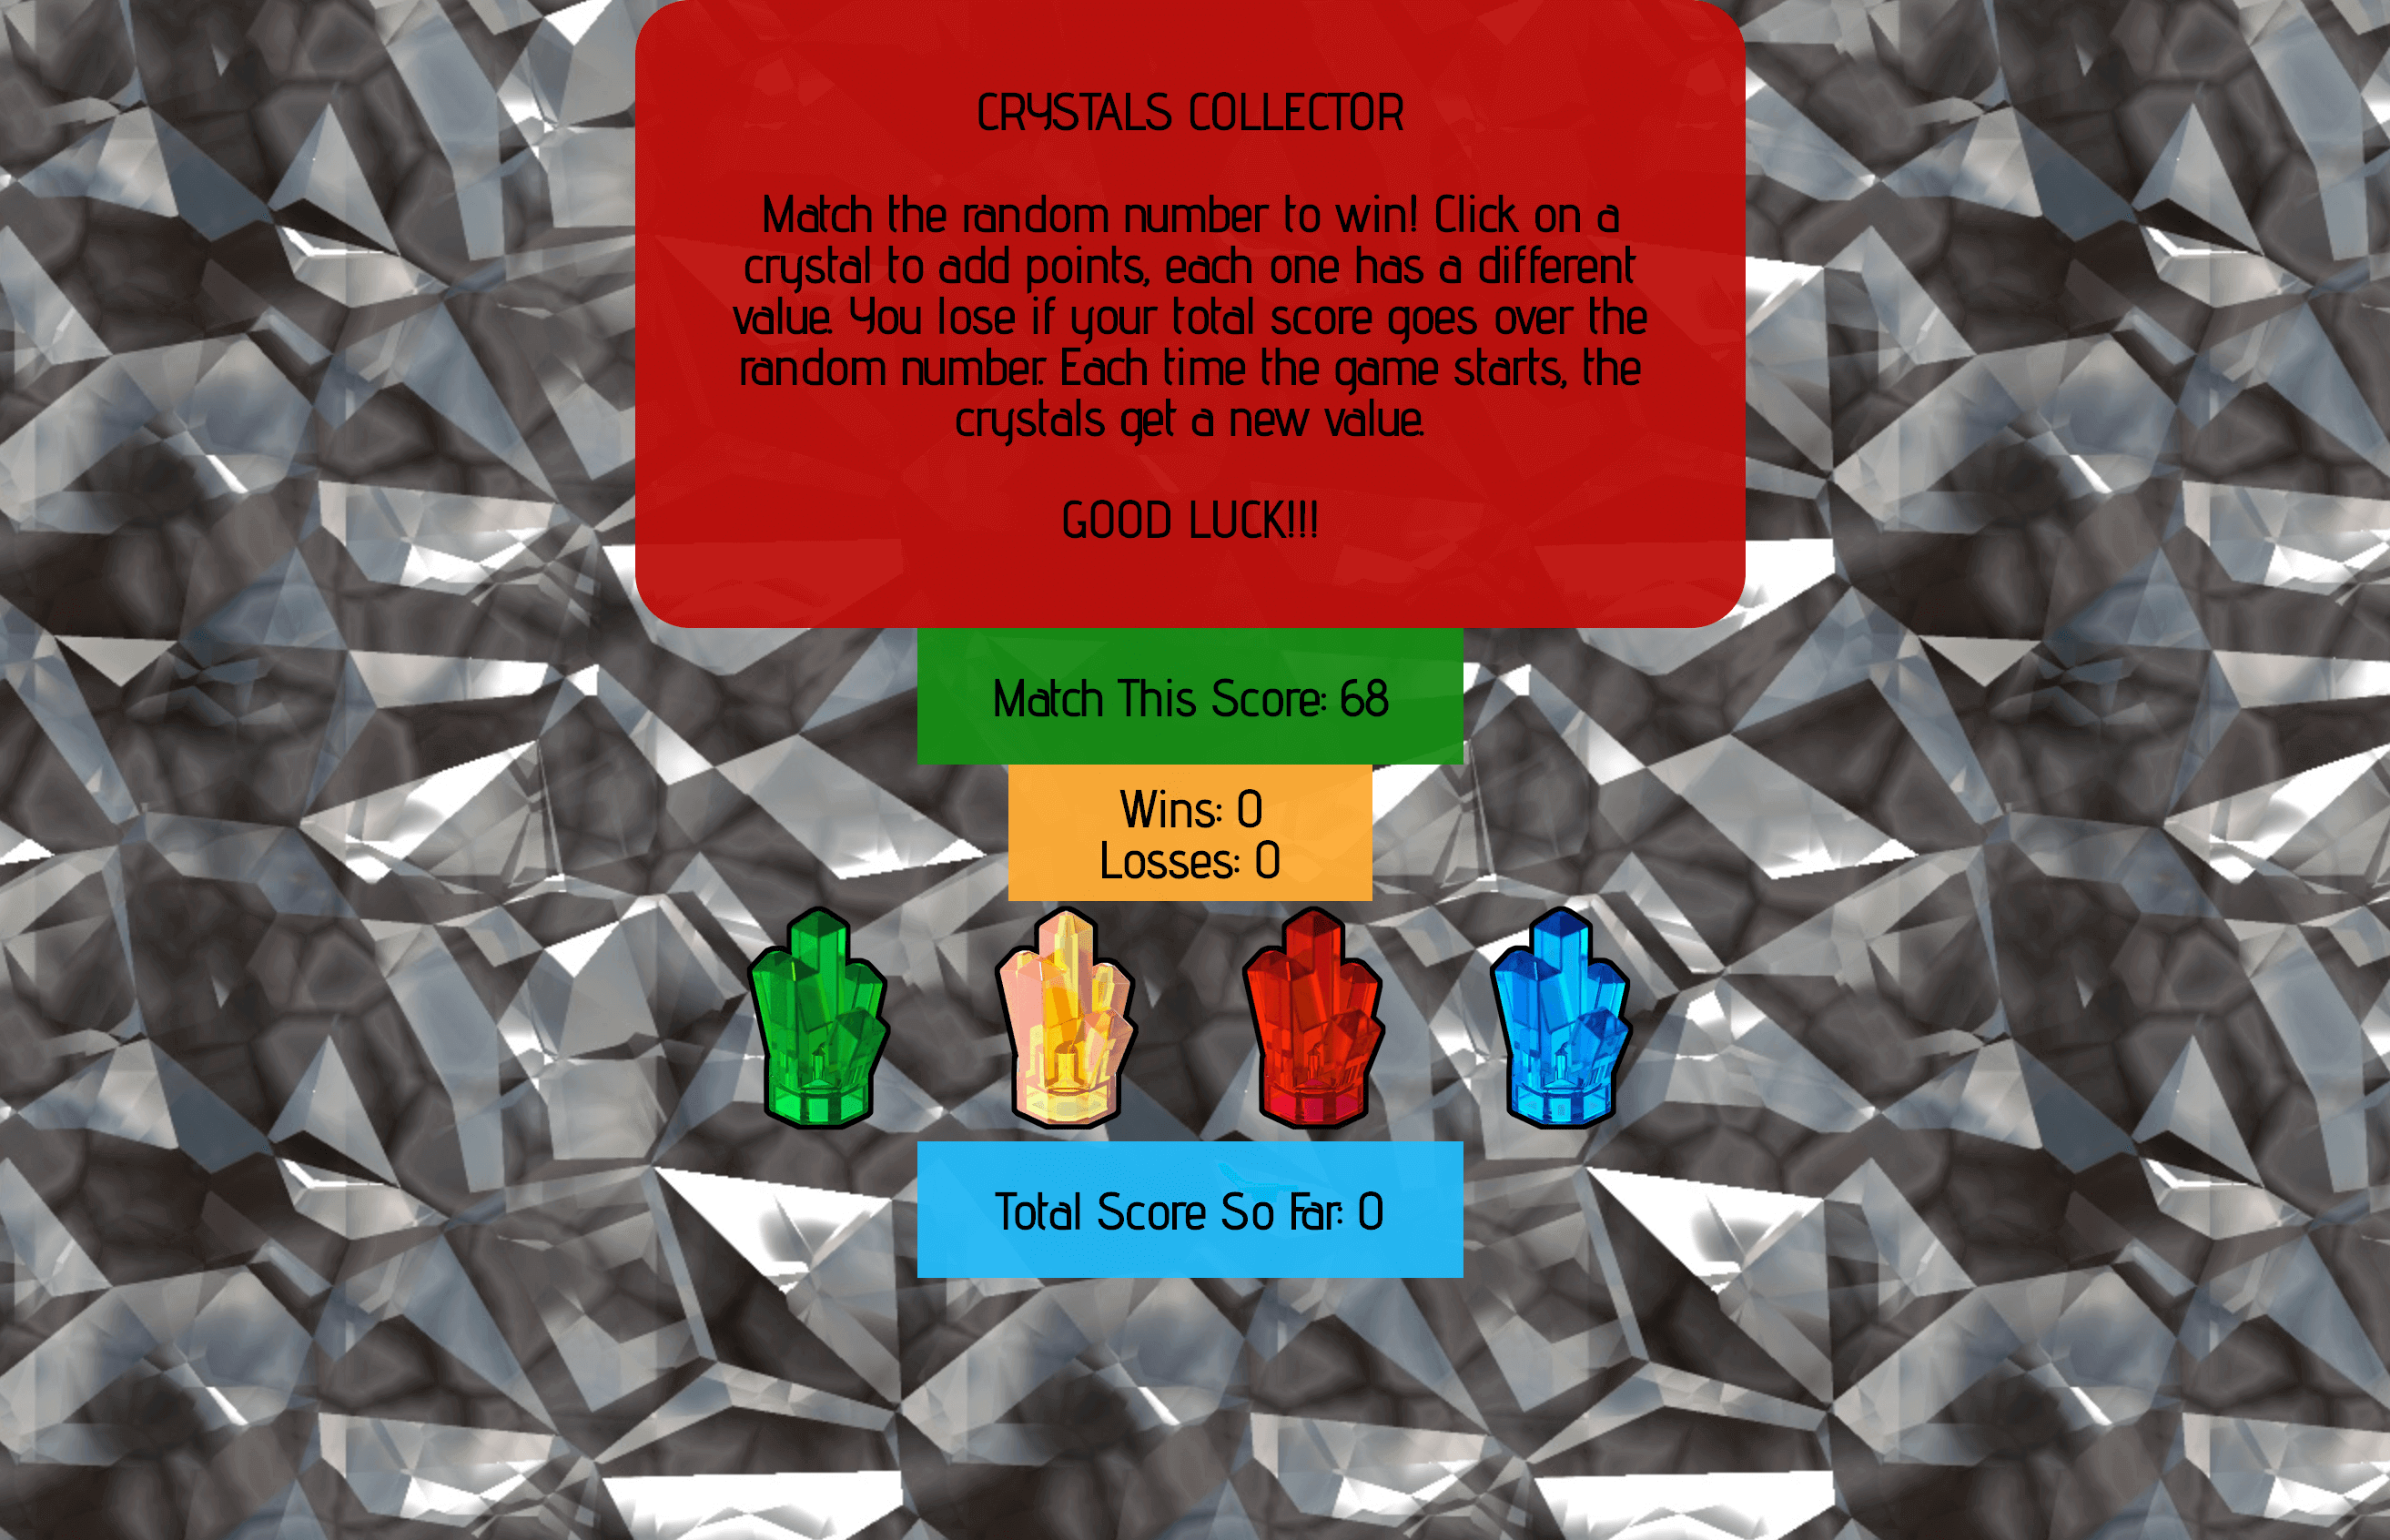 CRYSTALS COLLECTOR
Match the random number to win! Click on a
crystal to add points, each one has a different
value. You lose if your total score goes over the
random number. Each time the game starts, the
crystals get a new value.
GOOD LUCK!!!
Match This Score: 68
Wins: 0
Losses: 0
Total Score So Far: 0